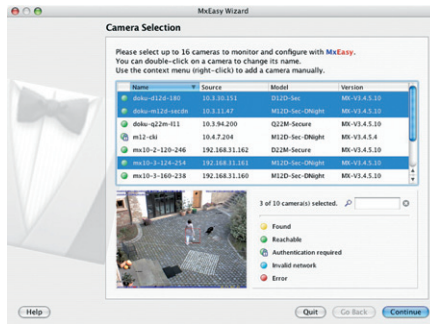 MxEasy Wizard
Camera Selection
Please select up to 16 cameras to monitor and configure with MxEasy.
You can double-click on a camera to change its name.
Use the context menu (right-click) to add a camera manually.
Name Source Model Version
doku-d12d-180 10.3.30.151 D12D-Sec MX-V3.4.5.10
doku-m12d-secdn 10.3.11.47 M12D-Sec-DNight MX-V3.4.5.10
doku-q22m-l11 10.3.94.200 Q22M-Secure MX-V3.4.5.10
m12-cki 10.4.7.204 M12D-Sec-DNight MX-V3.4.5.4
mx10-2-120-246 192.168.31.162 D22M-Secure MX-V3.4.5.10
mx10-3-124-254 192.168.31.161 M12D-Sec-DNight MX-V3.4.5.10
mx10-3-160-238 192.168.31.160 M12D-Sec-DNight MX-V3.4.5.10
3 of 10 camera(s) selected.
Found
Reachable
Authentication required
Invalid network
Error
Help Quit Go Back Continue